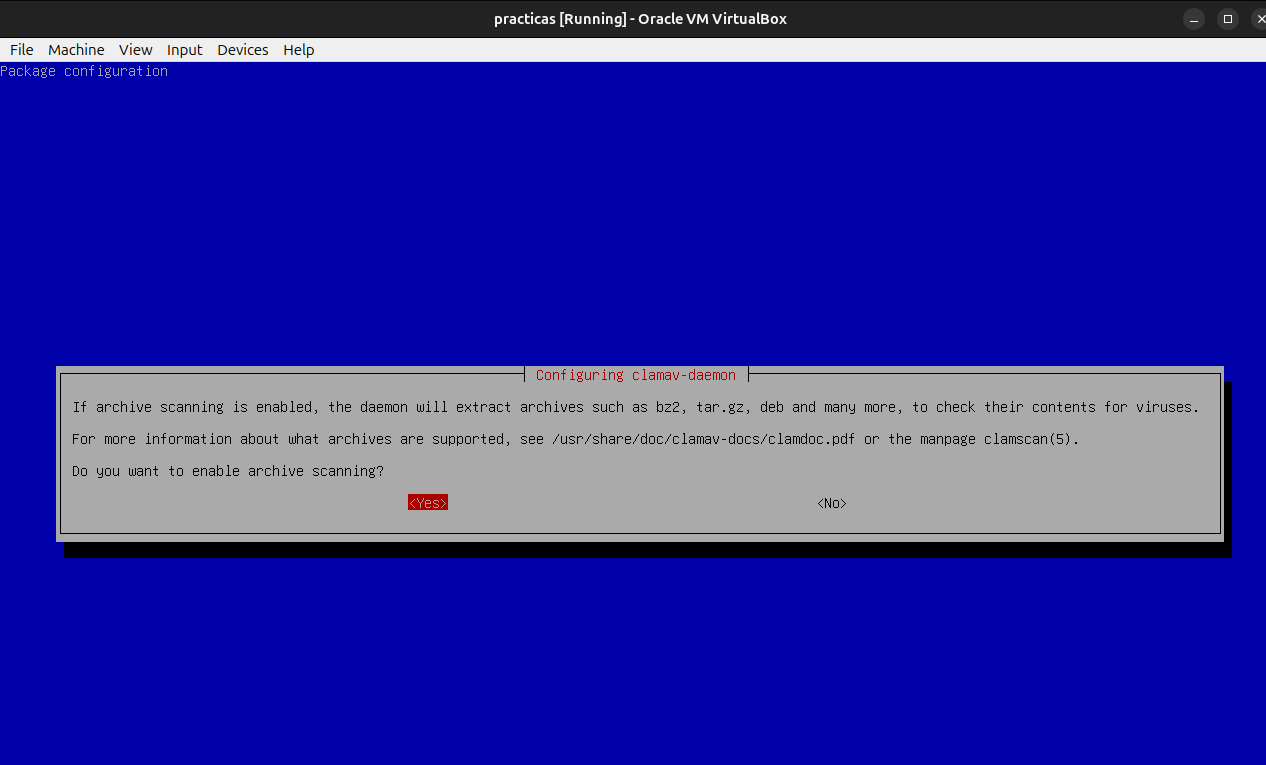 practicas [Running] - Oracle VM VirtualBox
File Machine View Input Devices Help
Package configuration
Configuring clamav-daemon
If archive scanning is enabled, the daemon will extract archives such as bz2, tar.gz, deb and many more, to check their contents for viruses.
For more information about what archives are supported, see /usr/share/doc/clamav-docs/clamdoc.pdf or the manpage clamscan(5).
Do you want to enable archive scanning?
<Yes> <No>